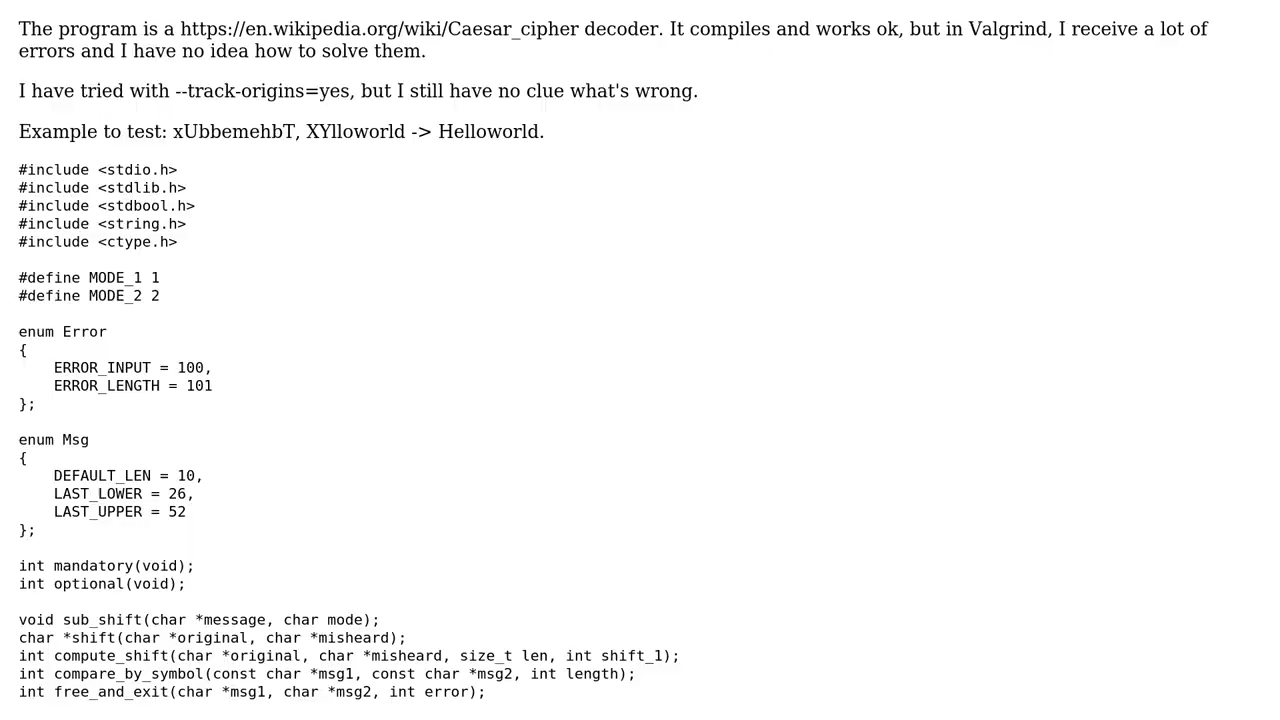 The program is a https://en.wikipedia.org/wiki/Caesar_cipher decoder. It compiles and works ok, but in Valgrind, I receive a lot of
errors and I have no idea how to solve them.
I have tried with --track-origins=yes, but I still have no clue what's wrong.
Example to test: xUbbemehbT, XYlloworld -> Helloworld.
#include <stdio.h>
#include <stdlib.h>
#include <stdbool.h>
#include <string.h>
#include <ctype.h>
#define MODE_1 1
#define MODE_2 2
enum Error
{
    ERROR_INPUT = 100,
    ERROR_LENGTH = 101
};
enum Msg
{
    DEFAULT_LEN = 10,
    LAST_LOWER = 26,
    LAST_UPPER = 52
};
int mandatory(void);
int optional(void);
void sub_shift(char *message, char mode);
char *shift(char *original, char *misheard);
int compute_shift(char *original, char *misheard, size_t len, int shift_1);
int compare_by_symbol(const char *msg1, const char *msg2, int length);
int free_and_exit(char *msg1, char *msg2, int error);